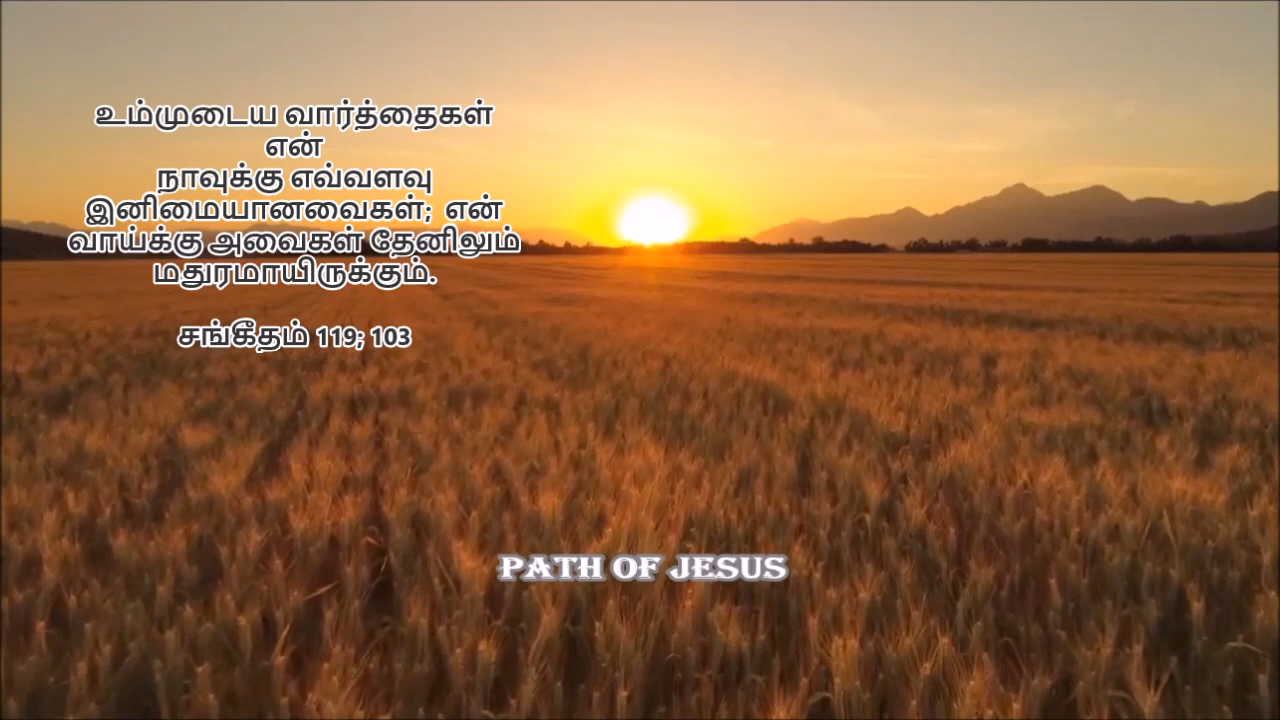 உம்முடைய வார்த்தைகள்
என்
நாவுக்கு எவ்வளவு
இனிமையானவைகள்; என்
வாய்க்கு அவைகள் தேனிலும்
மதுரமாயிருக்கும்.
சங்கீதம் 119; 103
PATH OF JESUS